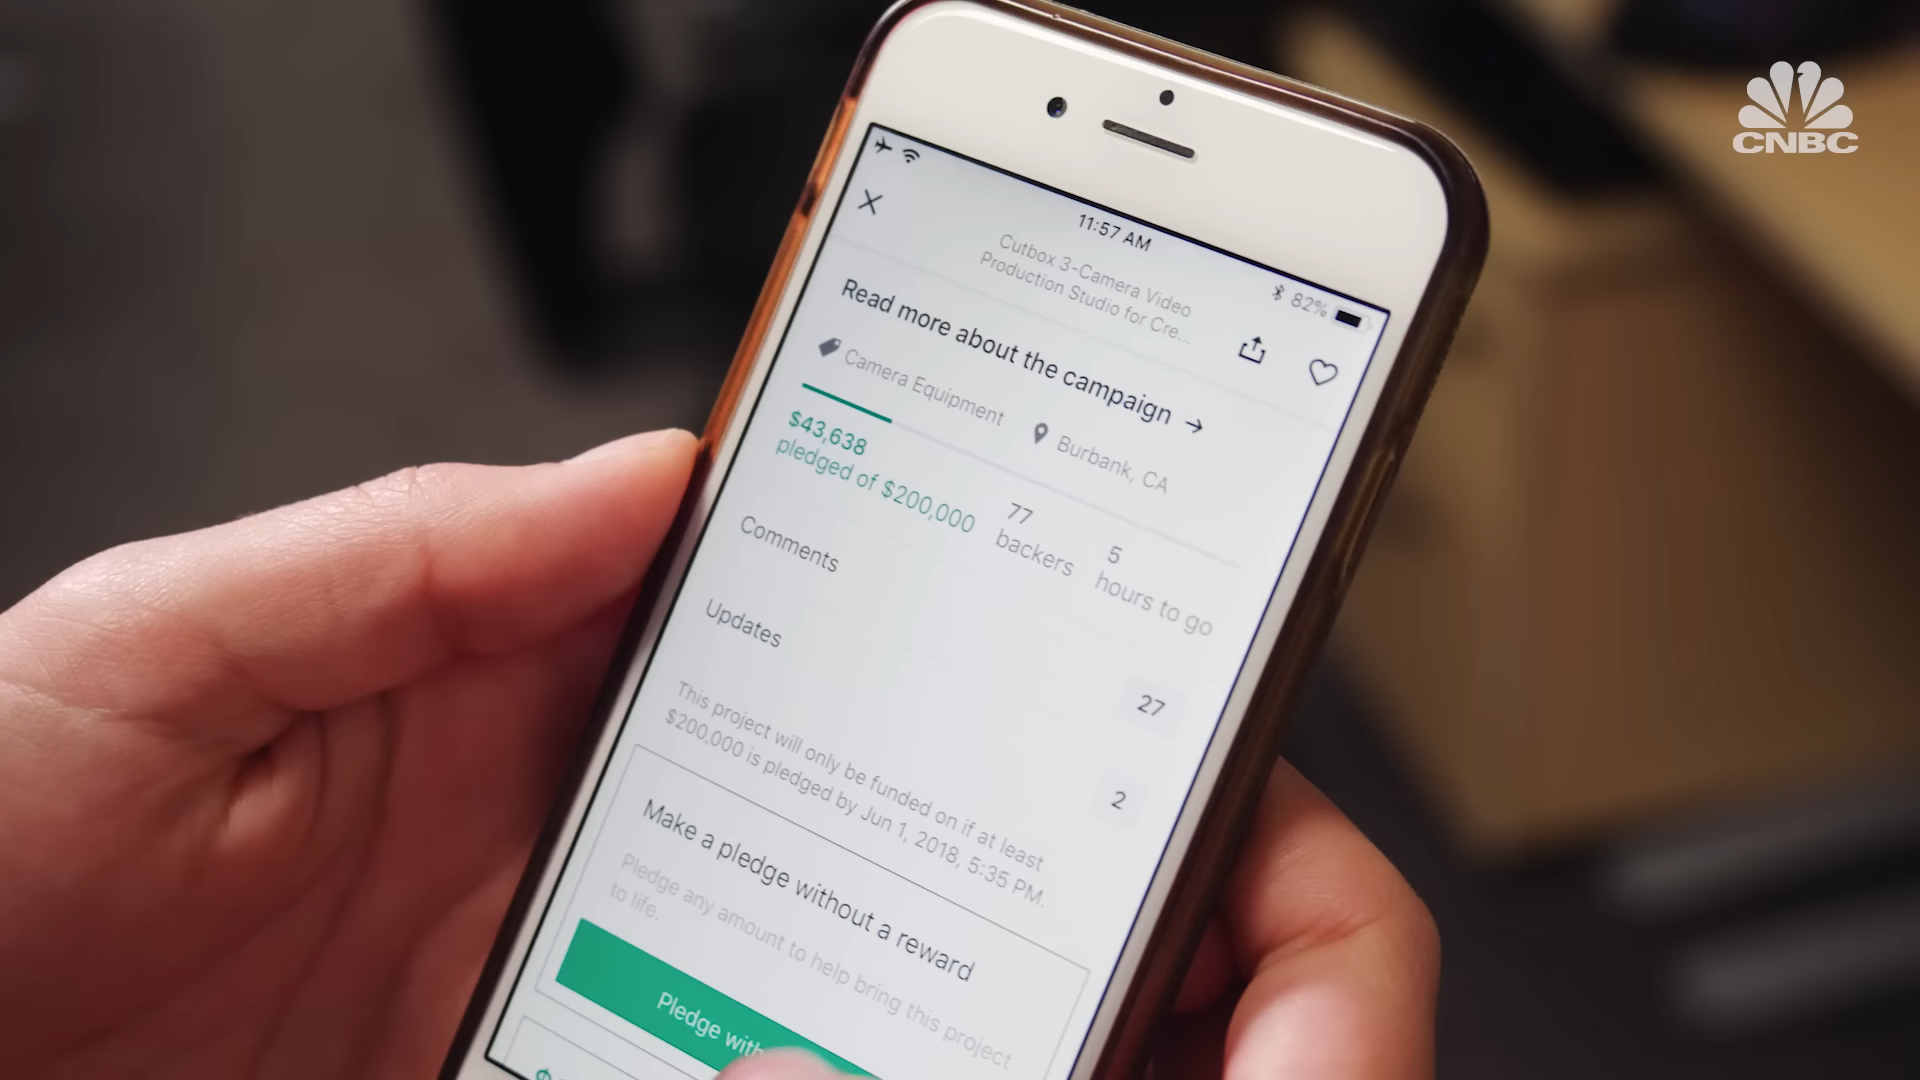 CNBC
11:57 AM
82%
Cutbox 3-Camera Video
Production Studio for Cre...
Read more about the campaign →
Camera Equipment
Burbank, CA
$43,638
pledged of $200,000
77
backers
5
hours to go
Comments
27
Updates
2
This project will only be funded on if at least
$200,000 is pledged by Jun 1, 2018, 5:35 PM.
Make a pledge without a reward
Pledge any amount to help bring this project
to life.
Pledge with